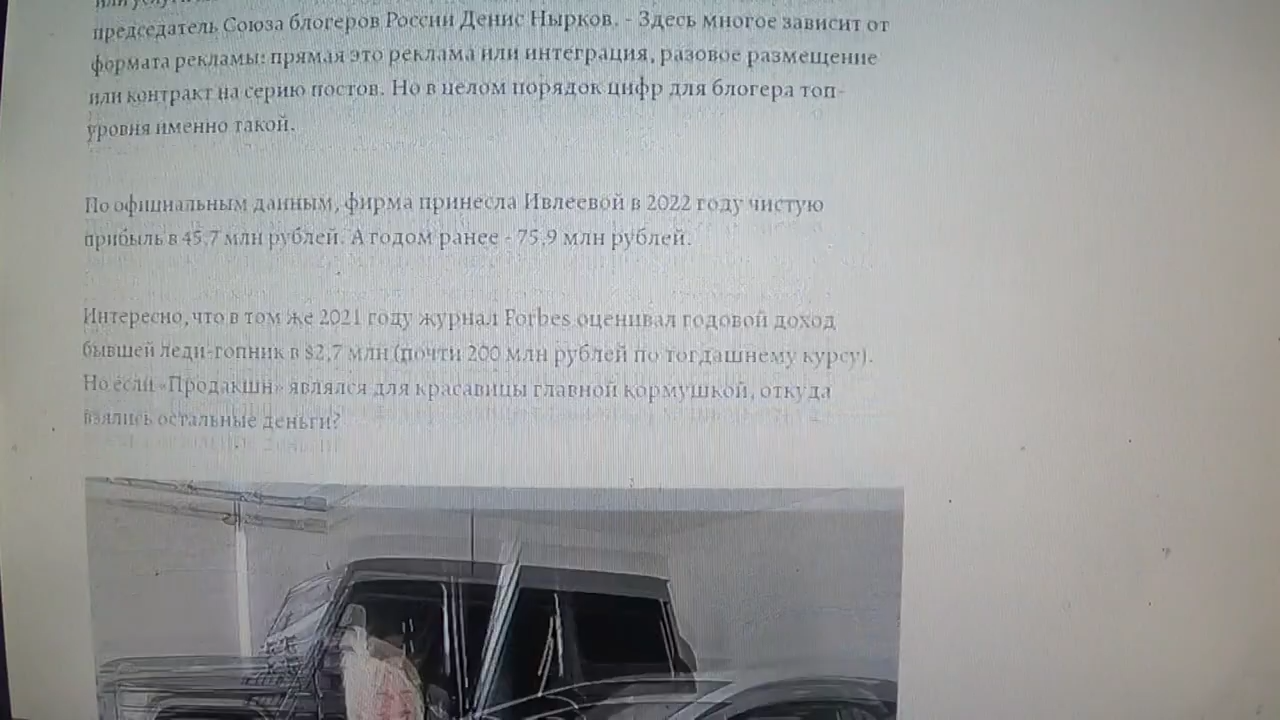 или услуги
председатель Союза блогеров России Денис Нырков. - Здесь многое зависит от
формата рекламы: прямая это реклама или интеграция, разовое размещение
или контракт на серию постов. Но в целом порядок цифр для блогера топ-
уровня именно такой.
По официальным данным, фирма принесла Ивлеевой в 2022 году чистую
прибыль в 45,7 млн рублей. А годом ранее - 75,9 млн рублей.
Интересно, что в том же 2021 году журнал Forbes оценивал годовой доход
бывшей леди-гопник в $2,7 млн (почти 200 млн рублей по тогдашнему курсу).
Но если «Продакшн» являлся для красавицы главной кормушкой, откуда
взялись остальные деньги?